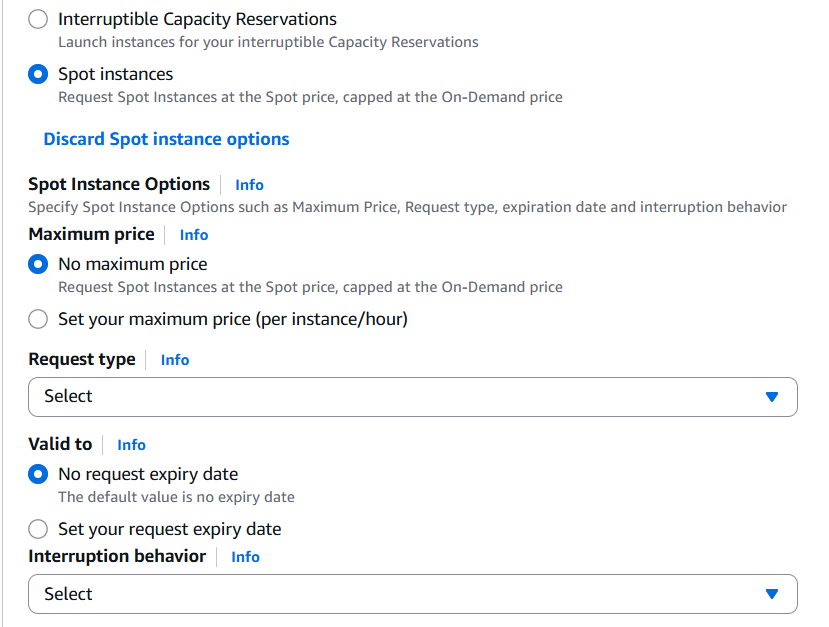 Interruptible Capacity Reservations
Launch instances for your interruptible Capacity Reservations
Spot instances
Request Spot Instances at the Spot price, capped at the On-Demand price
Discard Spot instance options
Spot Instance Options Info
Specify Spot Instance Options such as Maximum Price, Request type, expiration date and interruption behavior
Maximum price Info
No maximum price
Request Spot Instances at the Spot price, capped at the On-Demand price
Set your maximum price (per instance/hour)
Request type Info
Select
Valid to Info
No request expiry date
The default value is no expiry date
Set your request expiry date
Interruption behavior Info
Select